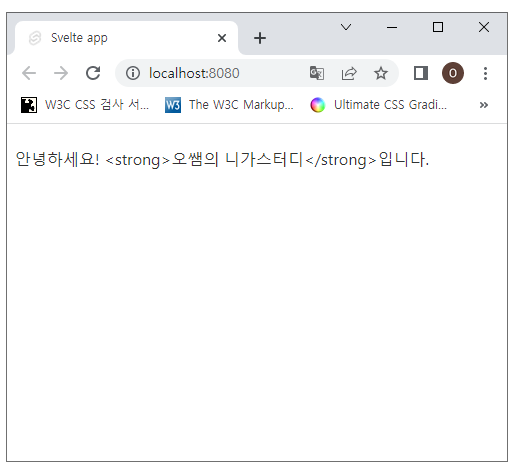 Svelte app
localhost:8080
O
W3C CSS 검사 서... The W3C Markup... Ultimate CSS Gradi... »
안녕하세요! <strong>오쌤의 니가스터디</strong>입니다.